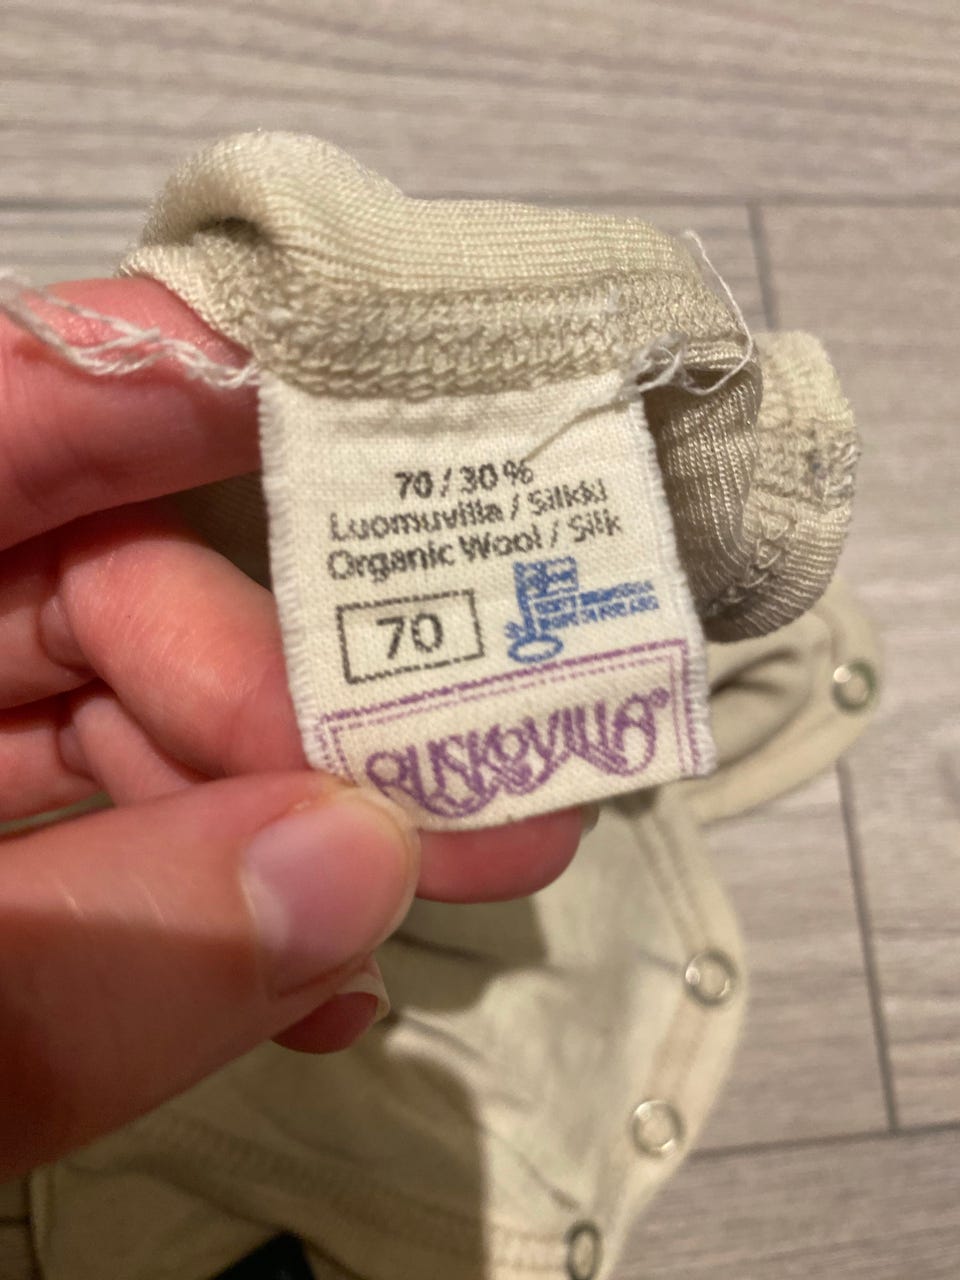 70 / 30 %
Luomuvilla / Silkki
Organic Wool / Silk
70
RUSKOVILLA®